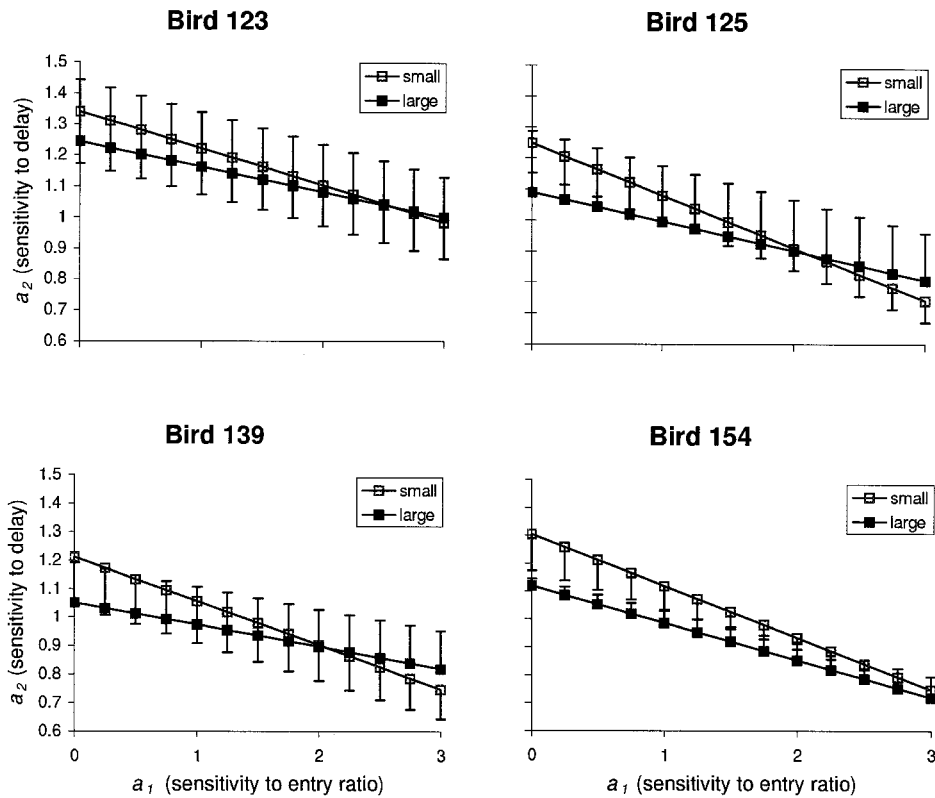 Bird 123
small
large
1.5
1.4
1.3
1.2
1.1
1
0.9
0.8
0.7
0.6
a2 (sensitivity to delay)
Bird 125
small
large
0
1
2
3
Bird 139
small
large
1.5
1.4
1.3
1.2
1.1
1
0.9
0.8
0.7
0.6
a2 (sensitivity to delay)
0 1 2 3
a1 (sensitivity to entry ratio)
Bird 154
small
large
0 1 2 3
a1 (sensitivity to entry ratio)